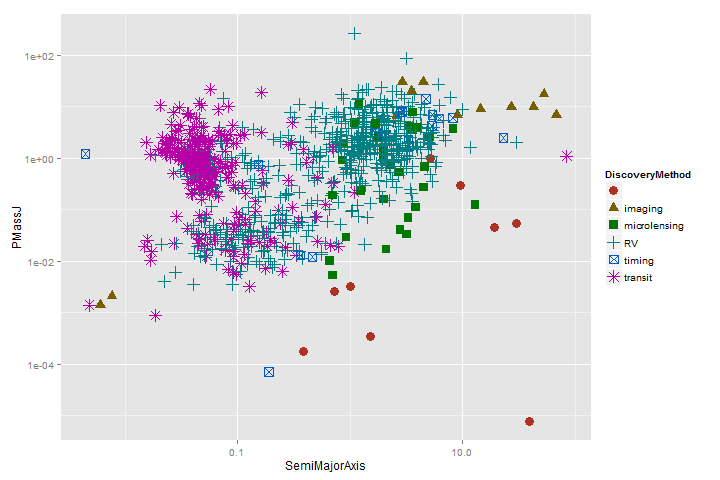 1e+02
1e+00
1e-02
1e-04
PMassJ
0.1
10.0
SemiMajorAxis
DiscoveryMethod
imaging
microlensing
RV
timing
transit